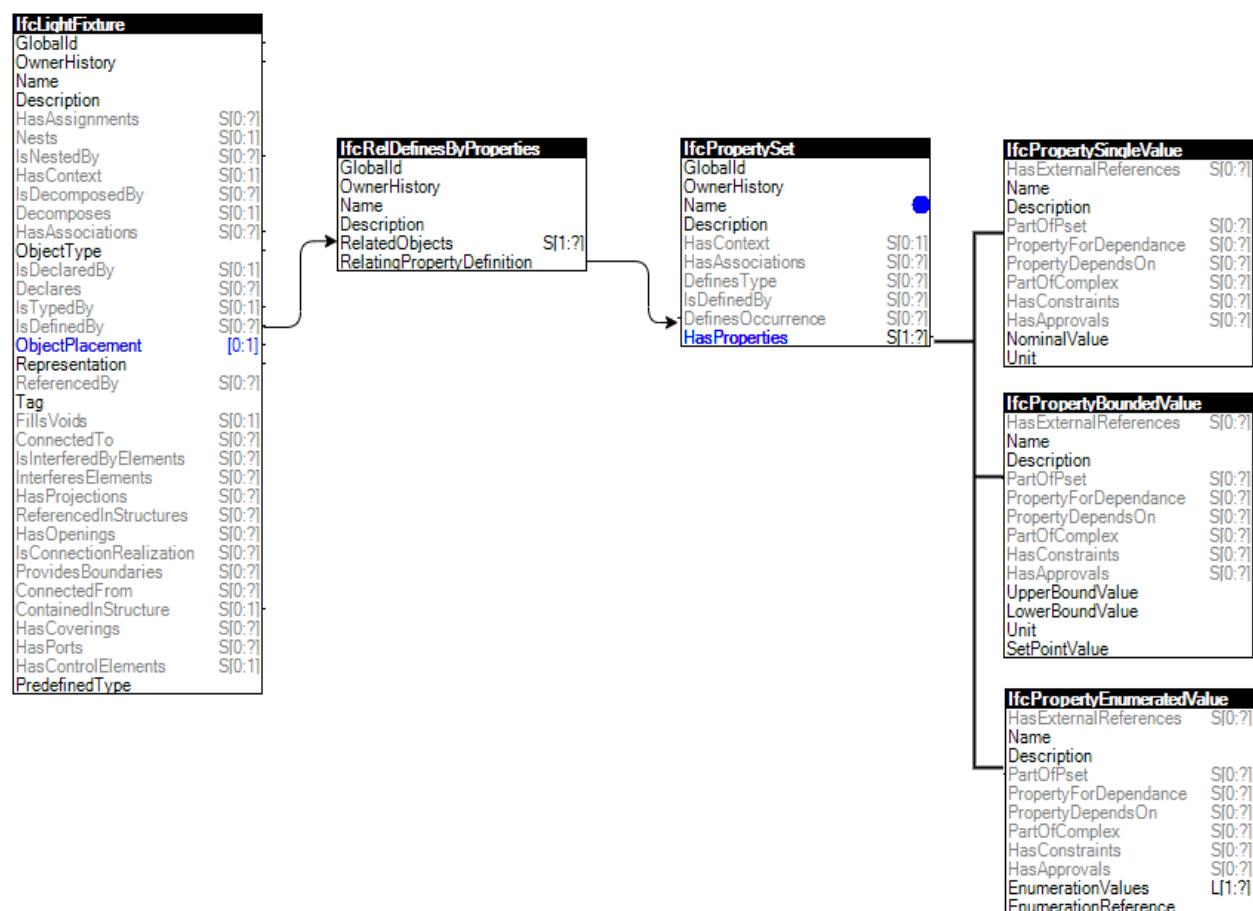 IfcLightFixture
GlobalId
OwnerHistory
Name
Description
HasAssignments S[0:?]
Nests S[0:1]
IsNestedBy S[0:?]
HasContext S[0:1]
IsDecomposedBy S[0:?]
Decomposes S[0:1]
HasAssociations S[0:?]
ObjectType
IsDeclaredBy S[0:1]
Declares S[0:?]
IsTypedBy S[0:1]
IsDefinedBy S[0:?]
ObjectPlacement [0:1]
Representation
ReferencedBy S[0:?]
Tag
FillsVoids S[0:1]
ConnectedTo S[0:?]
IsInterferedByElements S[0:?]
InterferesElements S[0:?]
HasProjections S[0:?]
ReferencedInStructures S[0:?]
HasOpenings S[0:?]
IsConnectionRealization S[0:?]
ProvidesBoundaries S[0:?]
ConnectedFrom S[0:?]
ContainedInStructure S[0:1]
HasCoverings S[0:?]
HasPorts S[0:?]
HasControlElements S[0:1]
PredefinedType
IfcRelDefinesByProperties
GlobalId
OwnerHistory
Name
Description
RelatedObjects S[1:?]
RelatingPropertyDefinition
IfcPropertySet
GlobalId
OwnerHistory
Name
Description
HasContext S[0:1]
HasAssociations S[0:?]
DefinesType S[0:?]
IsDefinedBy S[0:?]
DefinesOccurrence S[0:?]
HasProperties S[1:?]
IfcPropertySingleValue
HasExternalReferences S[0:?]
Name
Description
PartOfPset S[0:?]
PropertyForDependance S[0:?]
PropertyDependsOn S[0:?]
PartOfComplex S[0:?]
HasConstraints S[0:?]
HasApprovals S[0:?]
NominalValue
Unit
IfcPropertyBoundedValue
HasExternalReferences S[0:?]
Name
Description
PartOfPset S[0:?]
PropertyForDependance S[0:?]
PropertyDependsOn S[0:?]
PartOfComplex S[0:?]
HasConstraints S[0:?]
HasApprovals S[0:?]
UpperBoundValue
LowerBoundValue
Unit
SetPointValue
IfcPropertyEnumeratedValue
HasExternalReferences S[0:?]
Name
Description
PartOfPset S[0:?]
PropertyForDependance S[0:?]
PropertyDependsOn S[0:?]
PartOfComplex S[0:?]
HasConstraints S[0:?]
HasApprovals S[0:?]
EnumerationValues L[1:?]
EnumerationReference